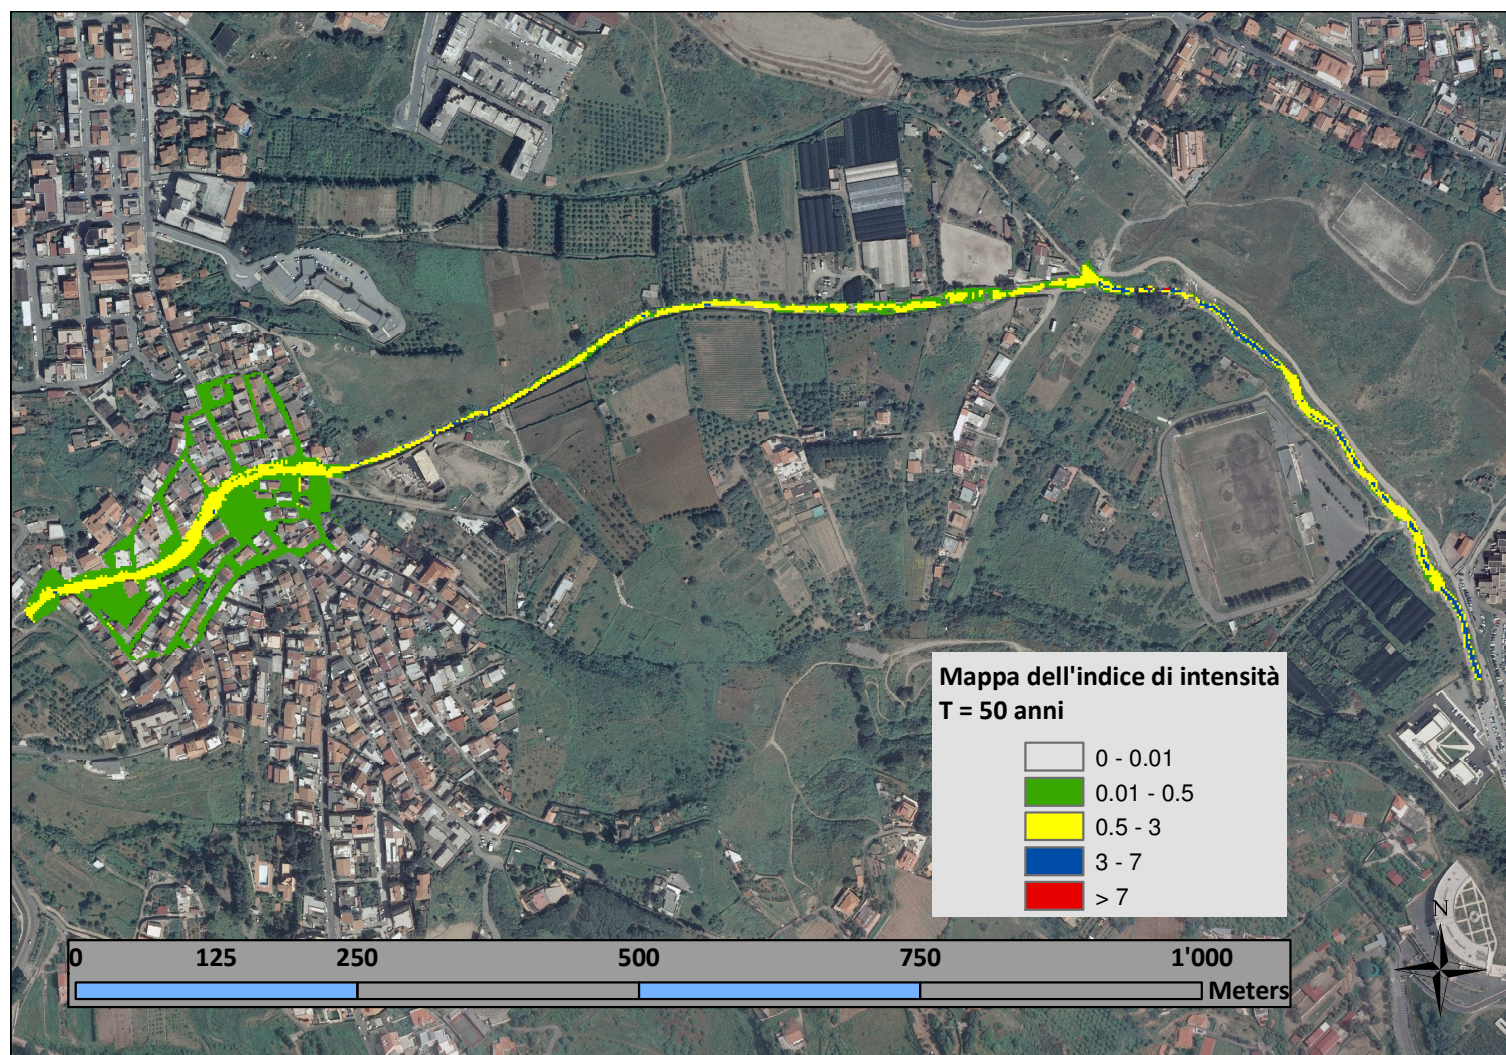 Mappa dell'indice di intensità
T = 50 anni
0 - 0.01
0.01 - 0.5
0.5 - 3
3 - 7
> 7
N
0 125 250 500 750 1'000
Meters